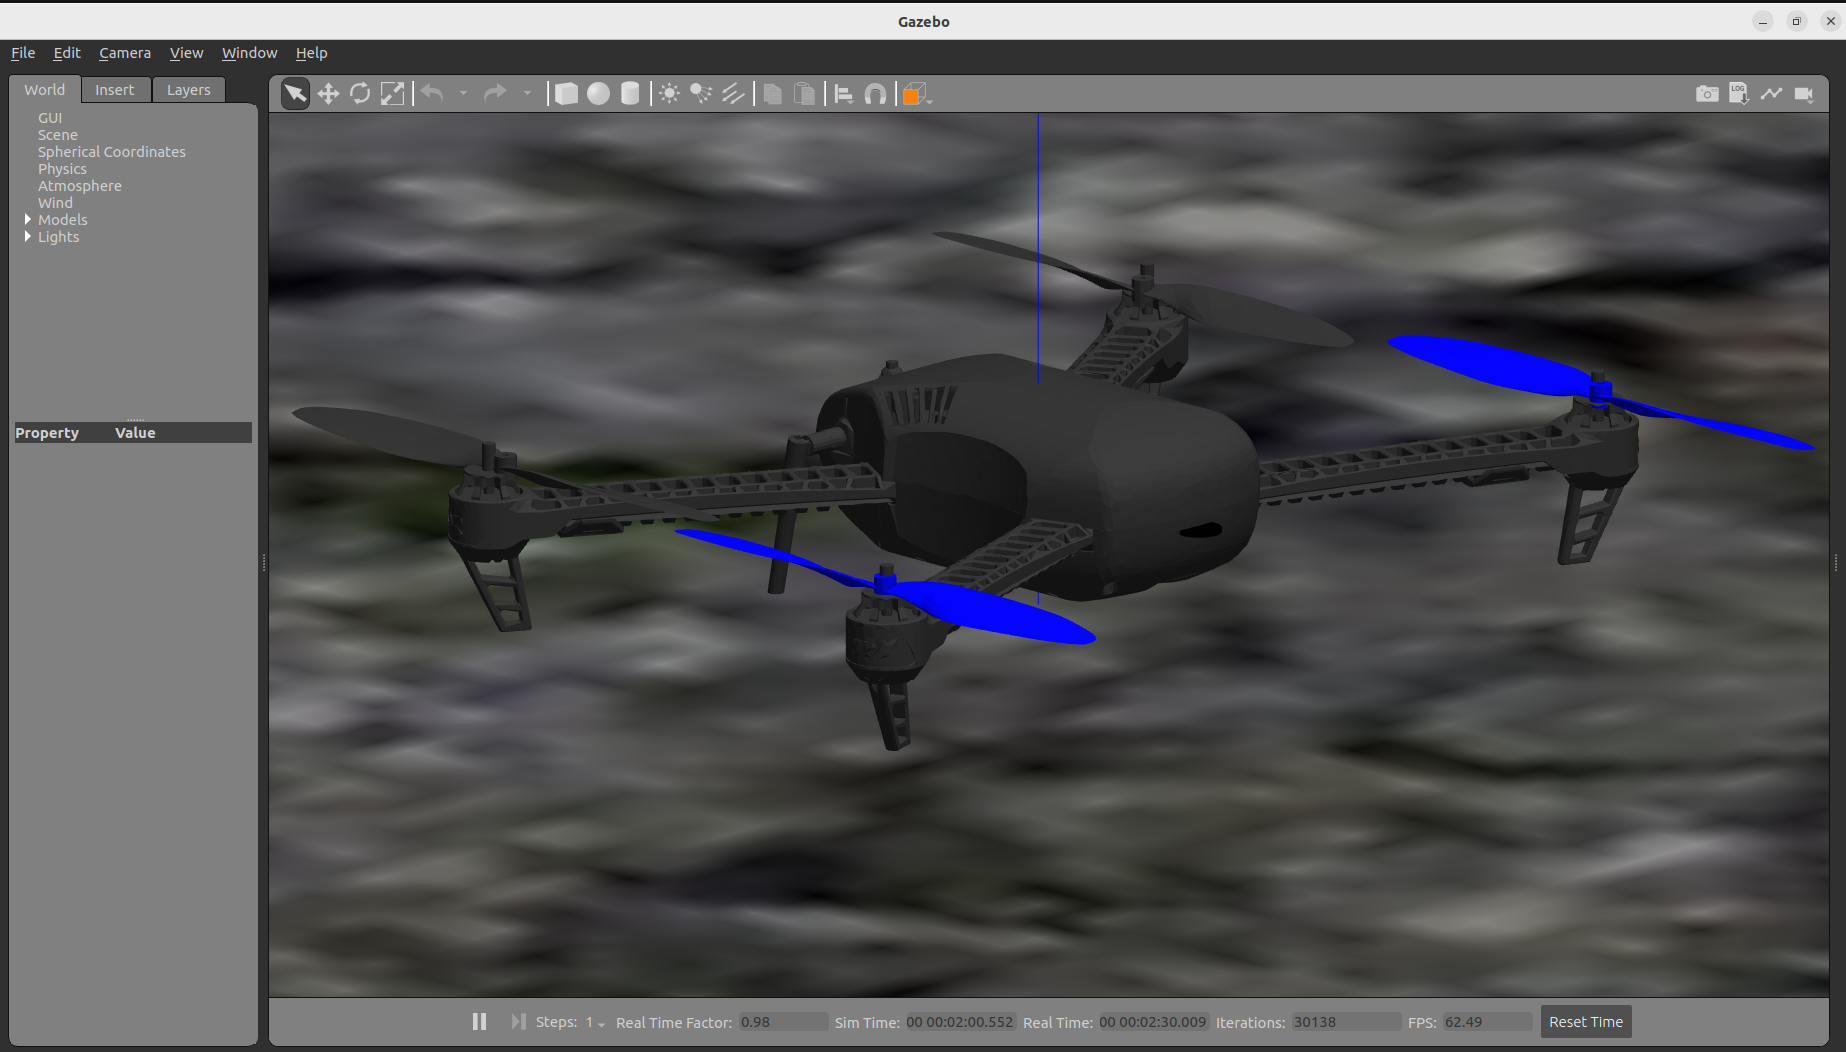 Gazebo
File Edit Camera View Window Help
World Insert Layers
LOG
GUI
Scene
Spherical Coordinates
Physics
Atmosphere
Wind
Models
Lights
Property Value
Steps: 1 Real Time Factor: 0.98 Sim Time: 00 00:02:00.552 Real Time: 00 00:02:30.009 Iterations: 30138 FPS: 62.49 Reset Time